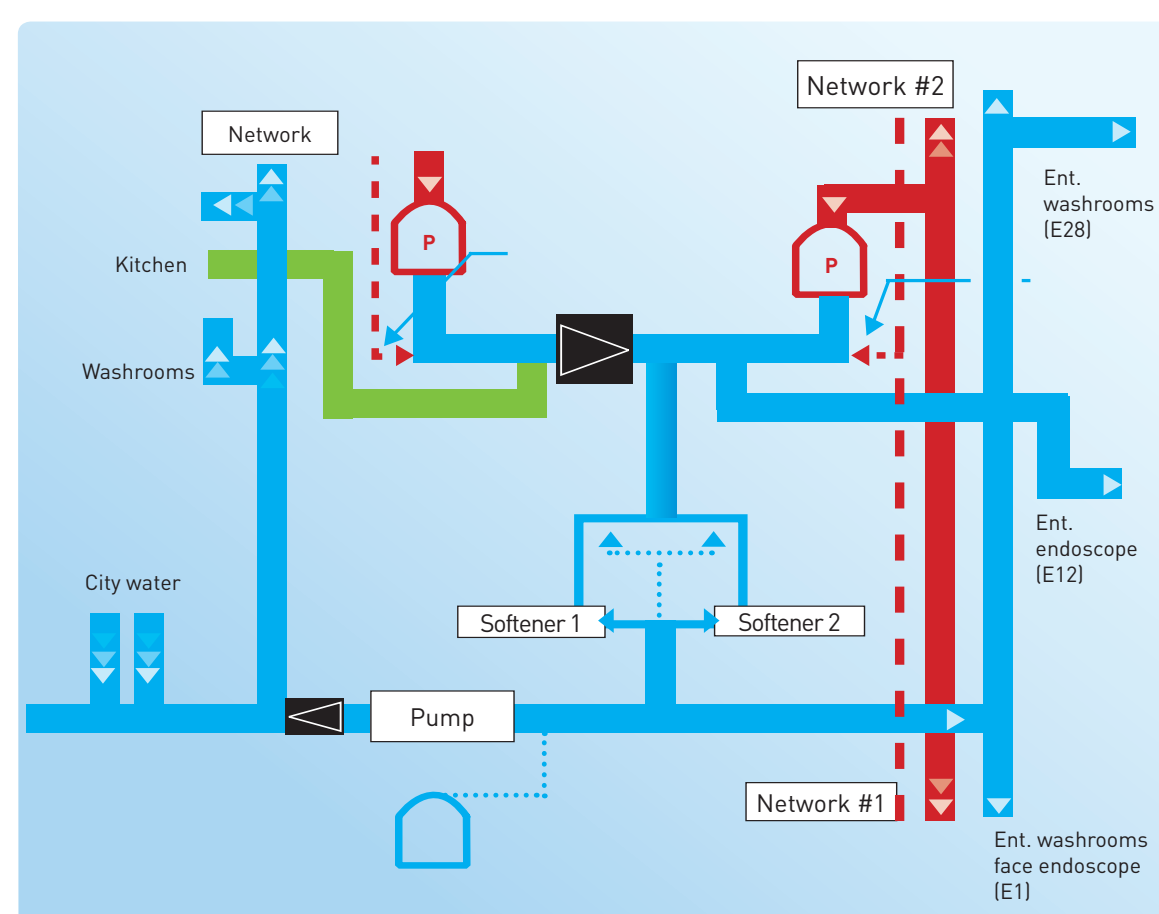 Network #2
Network
Ent.
washrooms
(E28)
P
P
Kitchen
Washrooms
Ent.
endoscope
(E12)
City water
Softener 1
Softener 2
Pump
Network #1
Ent. washrooms
face endoscope
(E1)